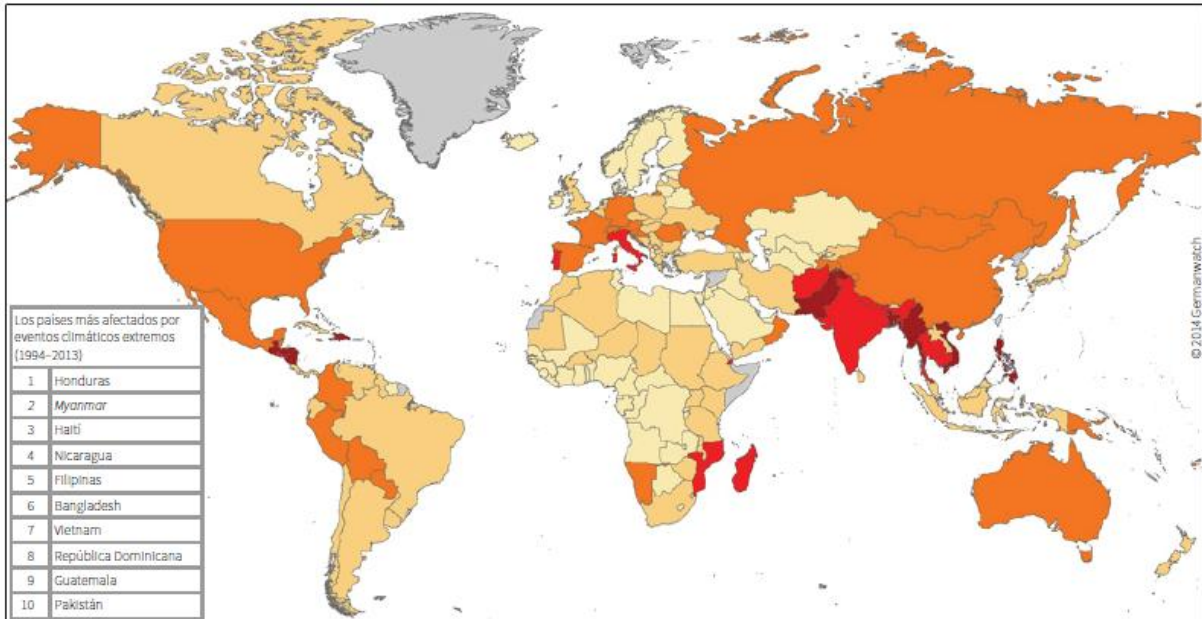 Los países más afectados por
eventos climáticos extremos
(1994–2013)
1 Honduras
2 Myanmar
3 Haití
4 Nicaragua
5 Filipinas
6 Bangladesh
7 Vietnam
8 República Dominicana
9 Guatemala
10 Pakistán
© 2014 Germanwatch